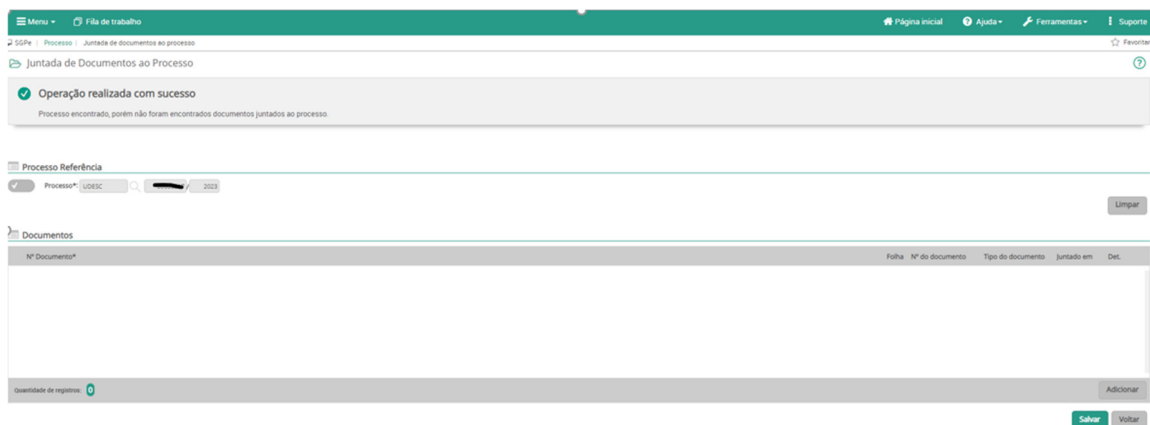 Menu Fila de trabalho Página inicial Ajuda Ferramentas Suporte
SGPe | Processo | Juntada de documentos ao processo Favoritar
Juntada de Documentos ao Processo
Operação realizada com sucesso
Processo encontrado, porém não foram encontrados documentos juntados ao processo.
Processo Referência
Processo*: UDESC / 2023
Limpar
Documentos
Nº Documento* Folha Nº do documento Tipo do documento Juntado em Det.
Quantidade de registros: 0 Adicionar
Salvar Voltar